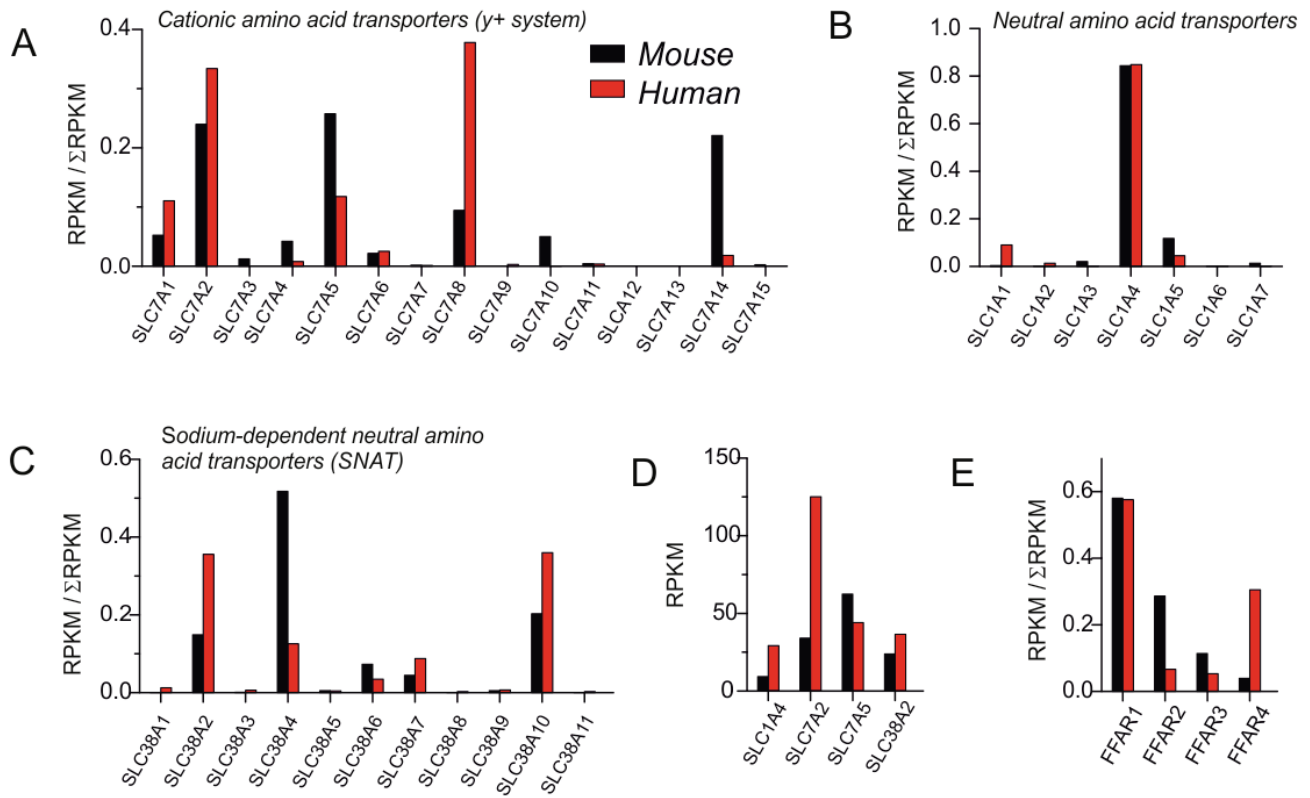 A
Cationic amino acid transporters (y+ system)
RPKM / ΣRPKM
0.4
0.2
0.0
Mouse
Human
SLC7A1
SLC7A2
SLC7A3
SLC7A4
SLC7A5
SLC7A6
SLC7A7
SLC7A8
SLC7A9
SLC7A10
SLC7A11
SLCA12
SLC7A13
SLC7A14
SLC7A15
B
Neutral amino acid transporters
RPKM / ΣRPKM
1.0
0.8
0.6
0.4
0.2
0.0
SLC1A1
SLC1A2
SLC1A3
SLC1A4
SLC1A5
SLC1A6
SLC1A7
C
Sodium-dependent neutral amino
acid transporters (SNAT)
RPKM / ΣRPKM
0.6
0.4
0.2
0.0
SLC38A1
SLC38A2
SLC38A3
SLC38A4
SLC38A5
SLC38A6
SLC38A7
SLC38A8
SLC38A9
SLC38A10
SLC38A11
D
RPKM
150
100
50
0
SLC1A4
SLC7A2
SLC7A5
SLC38A2
E
RPKM / ΣRPKM
0.6
0.3
0.0
FFAR1
FFAR2
FFAR3
FFAR4